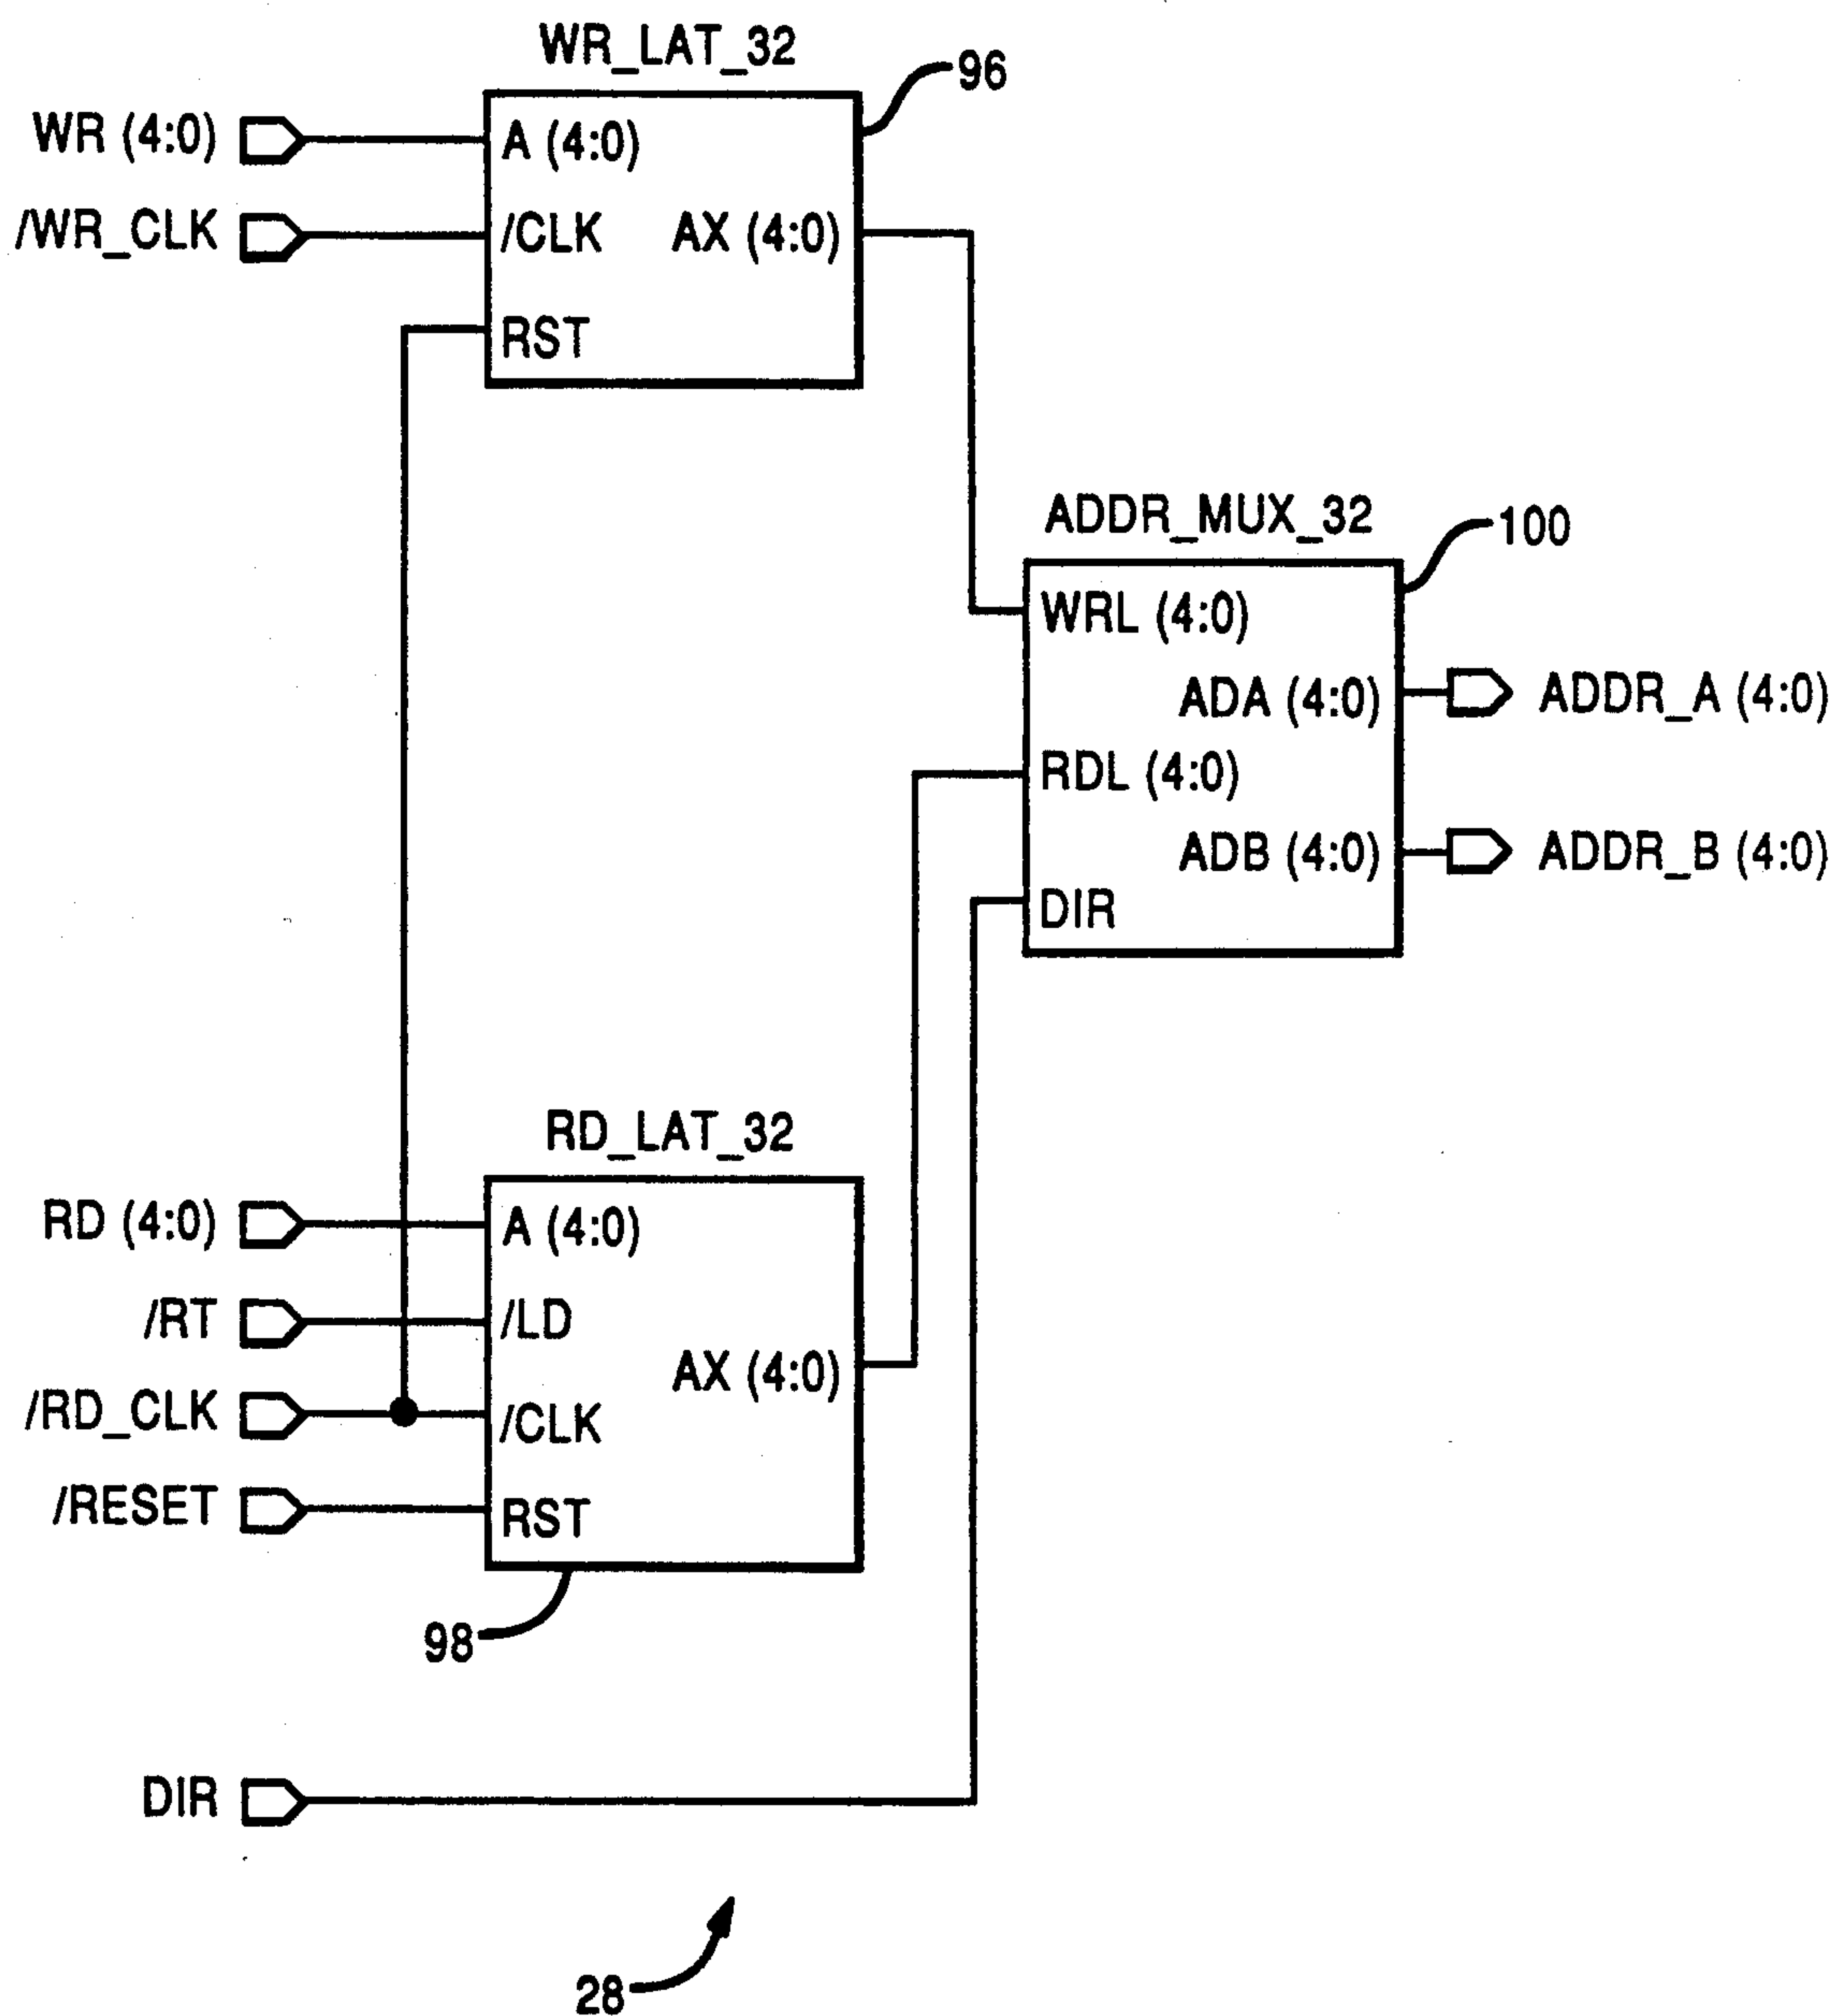 WR_LAT_32
96
WR (4:0)
A (4:0)
/WR_CLK
/CLK
AX (4:0)
RST
ADDR_MUX_32
100
WRL (4:0)
ADA (4:0)
ADDR_A (4:0)
RDL (4:0)
ADB (4:0)
ADDR_B (4:0)
DIR
RD_LAT_32
RD (4:0)
A (4:0)
/RT
/LD
AX (4:0)
/RD_CLK
/CLK
/RESET
RST
98
DIR
28